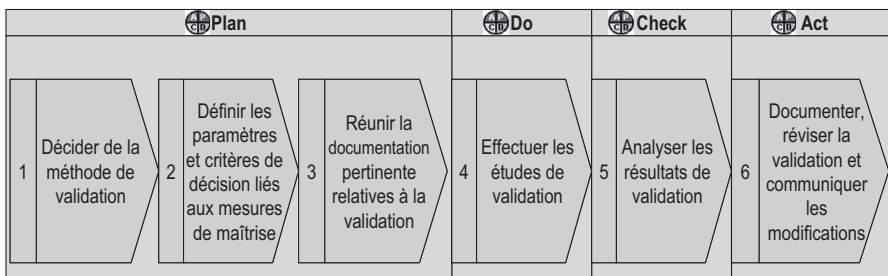 Plan
Do
Check
Act
1
Décider de la
méthode de
validation
2
Définir les
paramètres
et critères de
décision liés
aux mesures
de maîtrise
3
Réunir la
documentation
pertinente
relatives à la
validation
4
Effectuer les
études de
validation
5
Analyser les
résultats de
validation
6
Documenter,
réviser la
validation et
communiquer
les
modifications